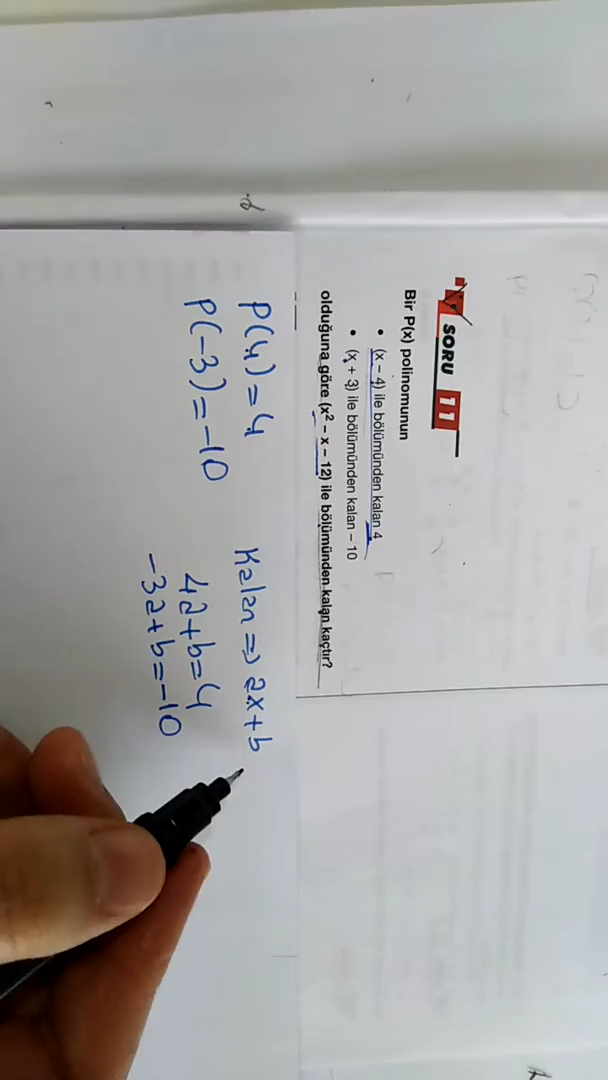 SORU 11
Bir P(x) polinomunun
• (x – 4) ile bölümünden kalan 4
• (x + 3) ile bölümünden kalan – 10
olduğuna göre (x² – x – 12) ile bölümünden kalan kaçtır?
P(4)=4
P(-3)=-10
Kalan => ax+b
4a+b=4
-3a+b=-10